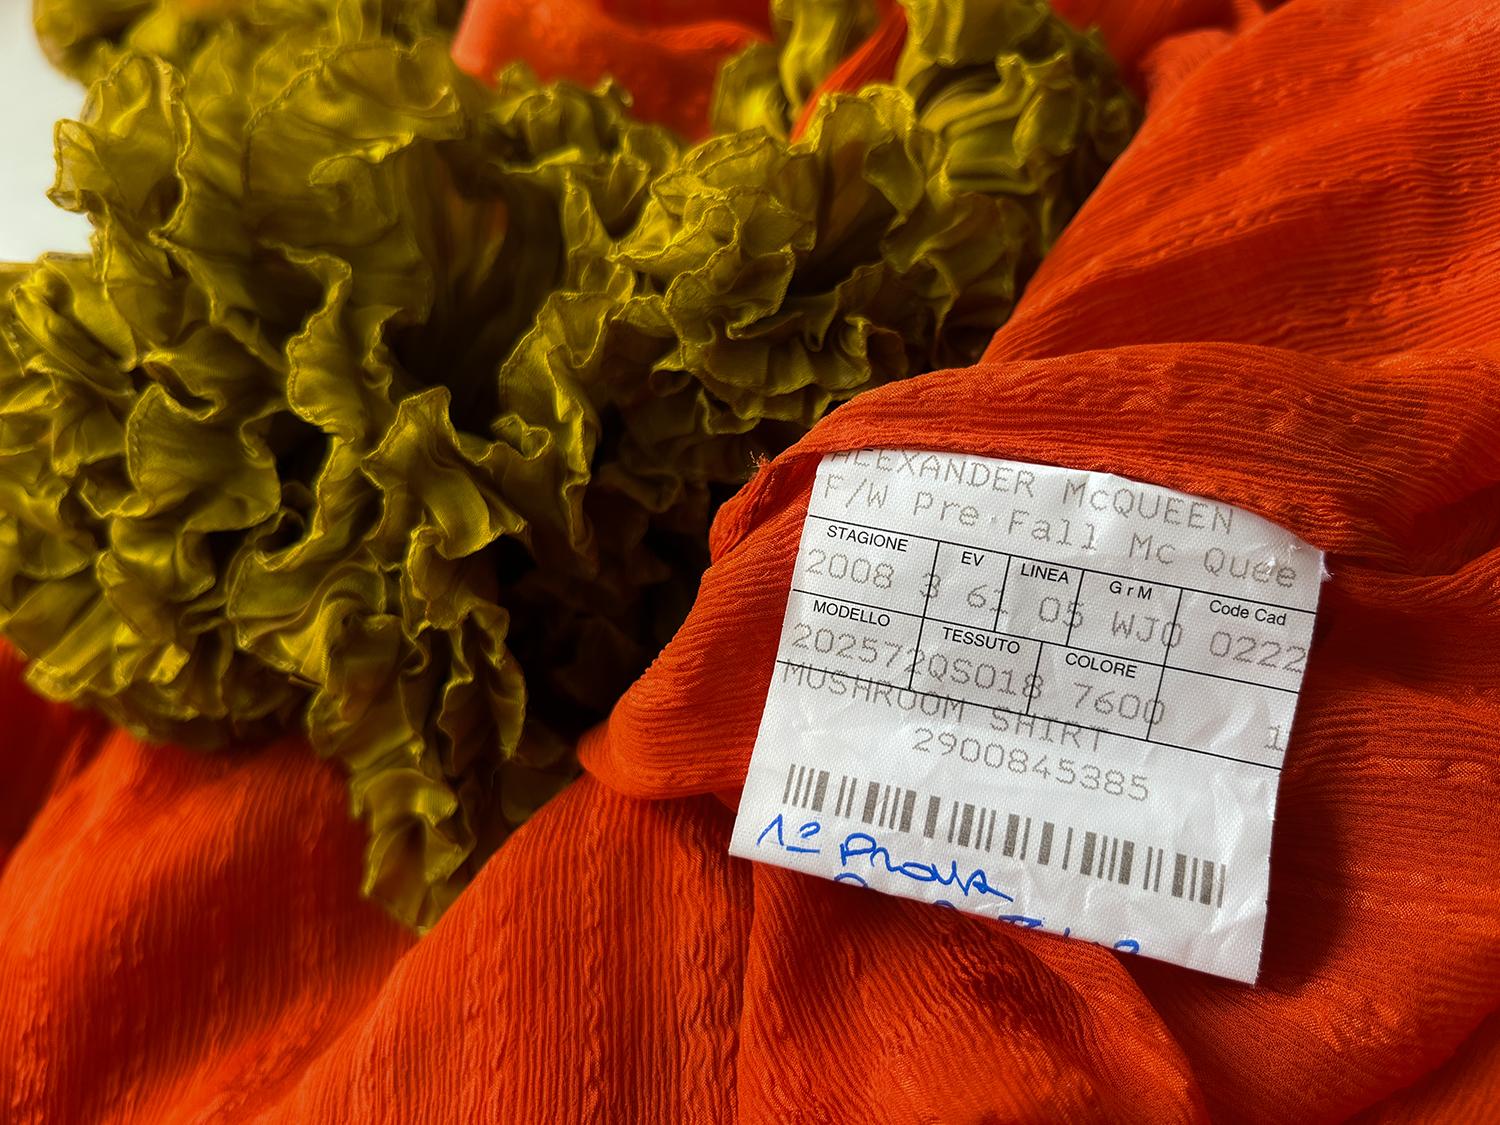 ALEXANDER McQUEEN
F/W Pre-Fall Mc Quee
STAGIONE EV LINEA GrM Code Cad
2008 3 61 05 WJ0 0222
MODELLO TESSUTO COLORE
202572QS018 7600 1
MUSHROOM SHIRT
2900845385
1º PROVA